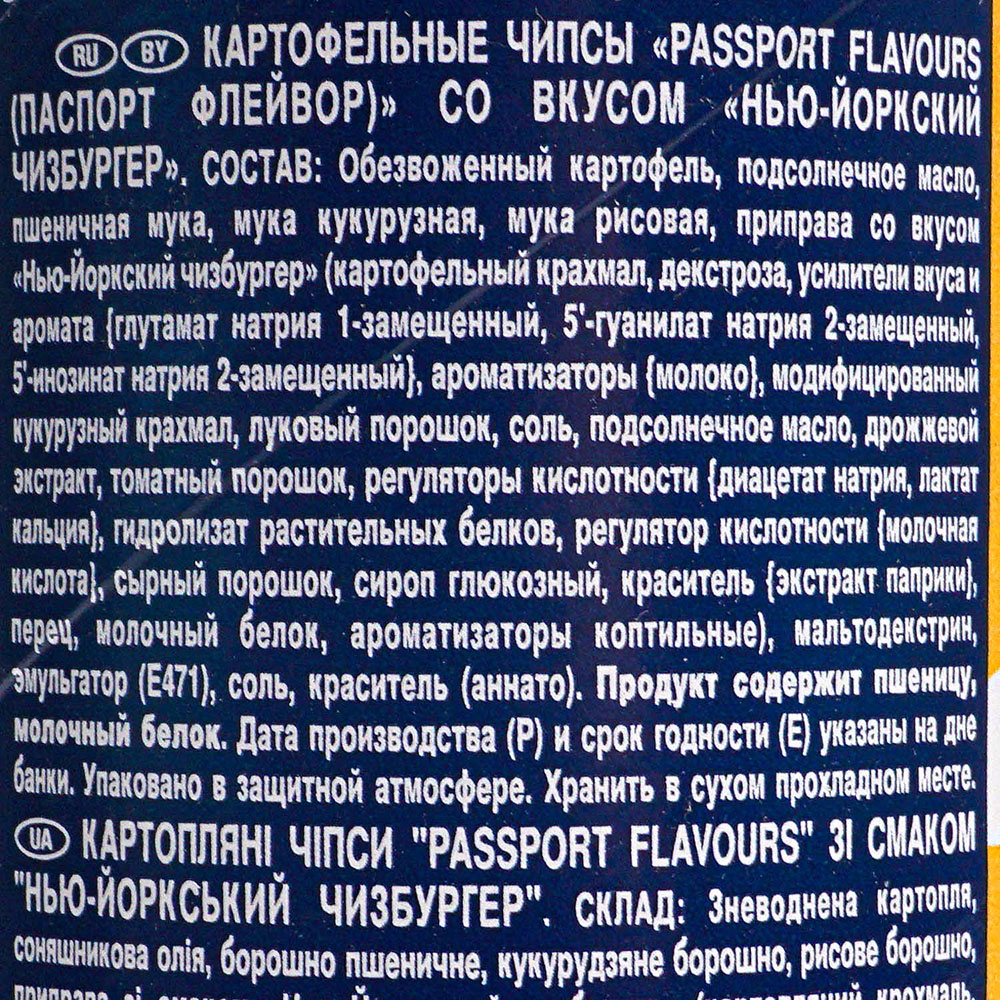 RU BY КАРТОФЕЛЬНЫЕ ЧИПСЫ «PASSPORT FLAVOURS
(ПАСПОРТ ФЛЕЙВОР)» СО ВКУСОМ «НЬЮ-ЙОРКСКИЙ
ЧИЗБУРГЕР». СОСТАВ: Обезвоженный картофель, подсолнечное масло,
пшеничная мука, мука кукурузная, мука рисовая, приправа со вкусом
«Нью-Йоркский чизбургер» (картофельный крахмал, декстроза, усилители вкуса и
аромата {глутамат натрия 1-замещенный, 5'-гуанилат натрия 2-замещенный,
5'-инозинат натрия 2-замещенный}, ароматизаторы {молоко}, модифицированный
кукурузный крахмал, луковый порошок, соль, подсолнечное масло, дрожжевой
экстракт, томатный порошок, регуляторы кислотности {диацетат натрия, лактат
кальция}, гидролизат растительных белков, регулятор кислотности {молочная
кислота}, сырный порошок, сироп глюкозный, краситель {экстракт паприки},
перец, молочный белок, ароматизаторы коптильные), мальтодекстрин,
эмульгатор (E471), соль, краситель (аннато). Продукт содержит пшеницу,
молочный белок. Дата производства (P) и срок годности (E) указаны на дне
банки. Упаковано в защитной атмосфере. Хранить в сухом прохладном месте.
UA КАРТОПЛЯНІ ЧІПСИ "PASSPORT FLAVOURS" ЗІ СМАКОМ
"НЬЮ-ЙОРКСЬКИЙ ЧИЗБУРГЕР". СКЛАД: Зневоднена картопля,
соняшникова олія, борошно пшеничне, кукурудзяне борошно, рисове борошно,